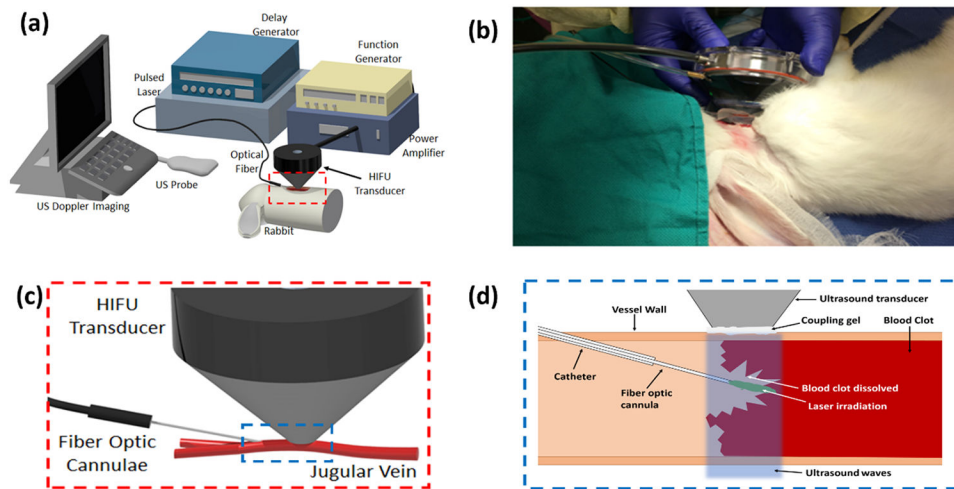 (a)
Delay
Generator
Function
Generator
Pulsed
Laser
Optical
Fiber
Power
Amplifier
HIFU
Transducer
US Probe
US Doppler Imaging
Rabbit
(b)
(c)
HIFU
Transducer
Fiber Optic
Cannulae
Jugular Vein
(d)
Ultrasound transducer
Vessel Wall
Coupling gel
Blood Clot
Catheter
Fiber optic
cannula
Blood clot dissolved
Laser irradiation
Ultrasound waves